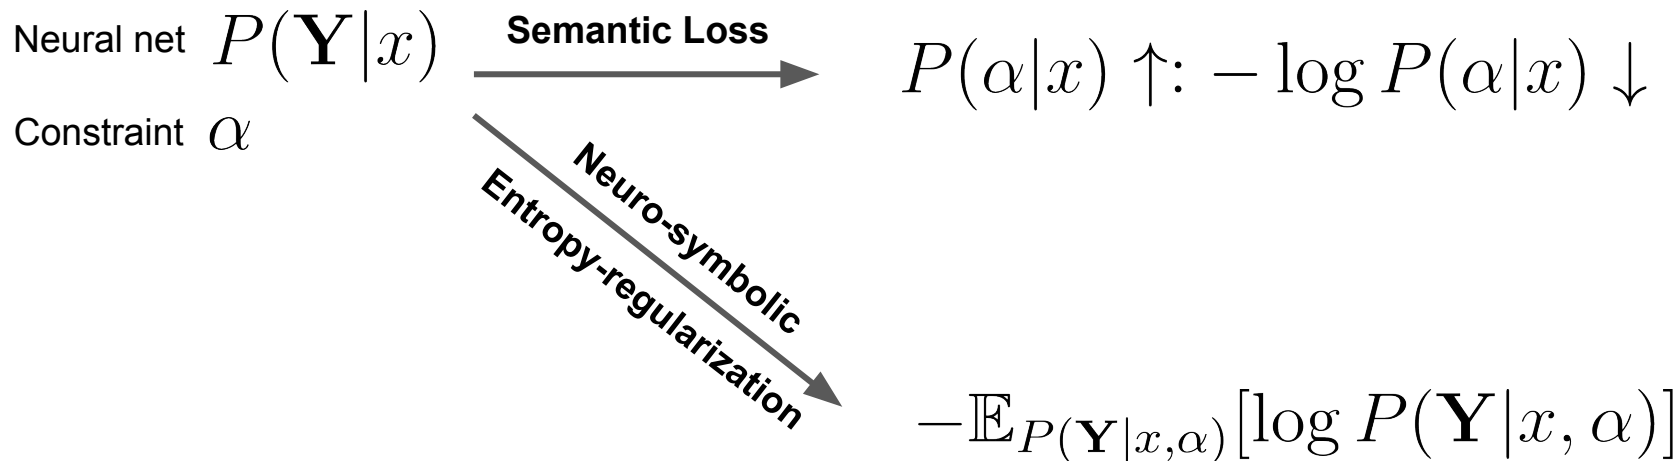 Neural net P(Y|x)
Semantic Loss
P(α|x) ↑: − log P(α|x) ↓
Constraint α
Neuro-symbolic
Entropy-regularization
−𝔼_{P(Y|x,α)}[log P(Y|x, α)]